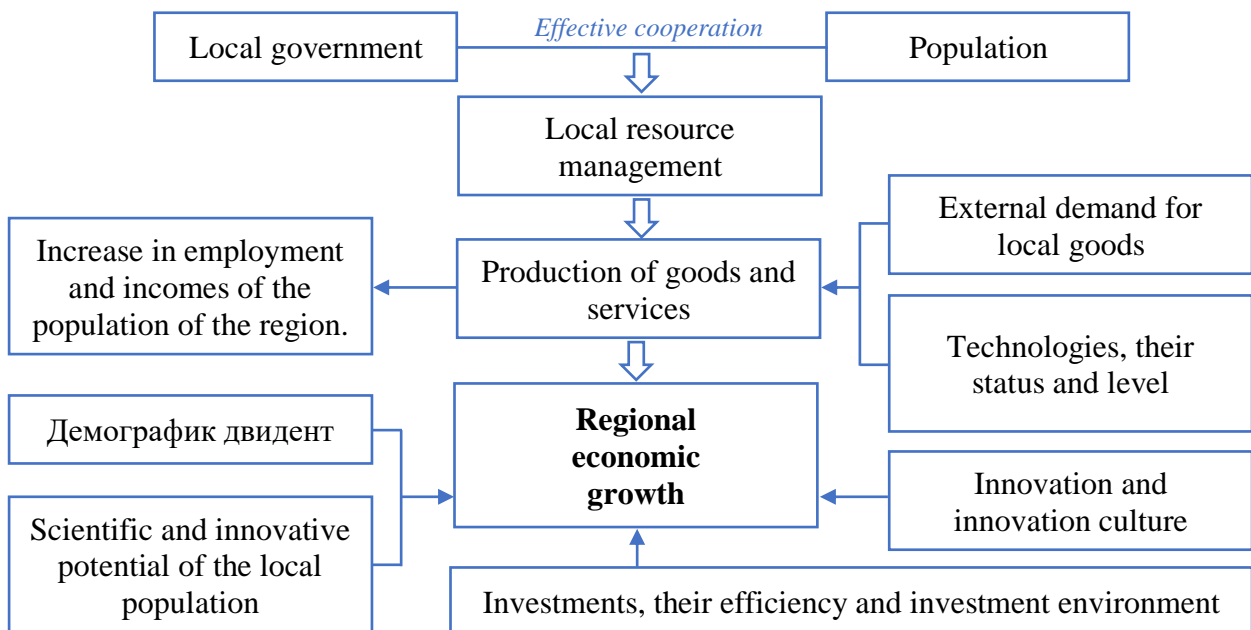 Local government
Effective cooperation
Population
Local resource
management
External demand for
local goods
Increase in employment
and incomes of the
population of the region.
Production of goods and
services
Technologies, their
status and level
Демографик двидент
Regional
economic
growth
Innovation and
innovation culture
Scientific and innovative
potential of the local
population
Investments, their efficiency and investment environment